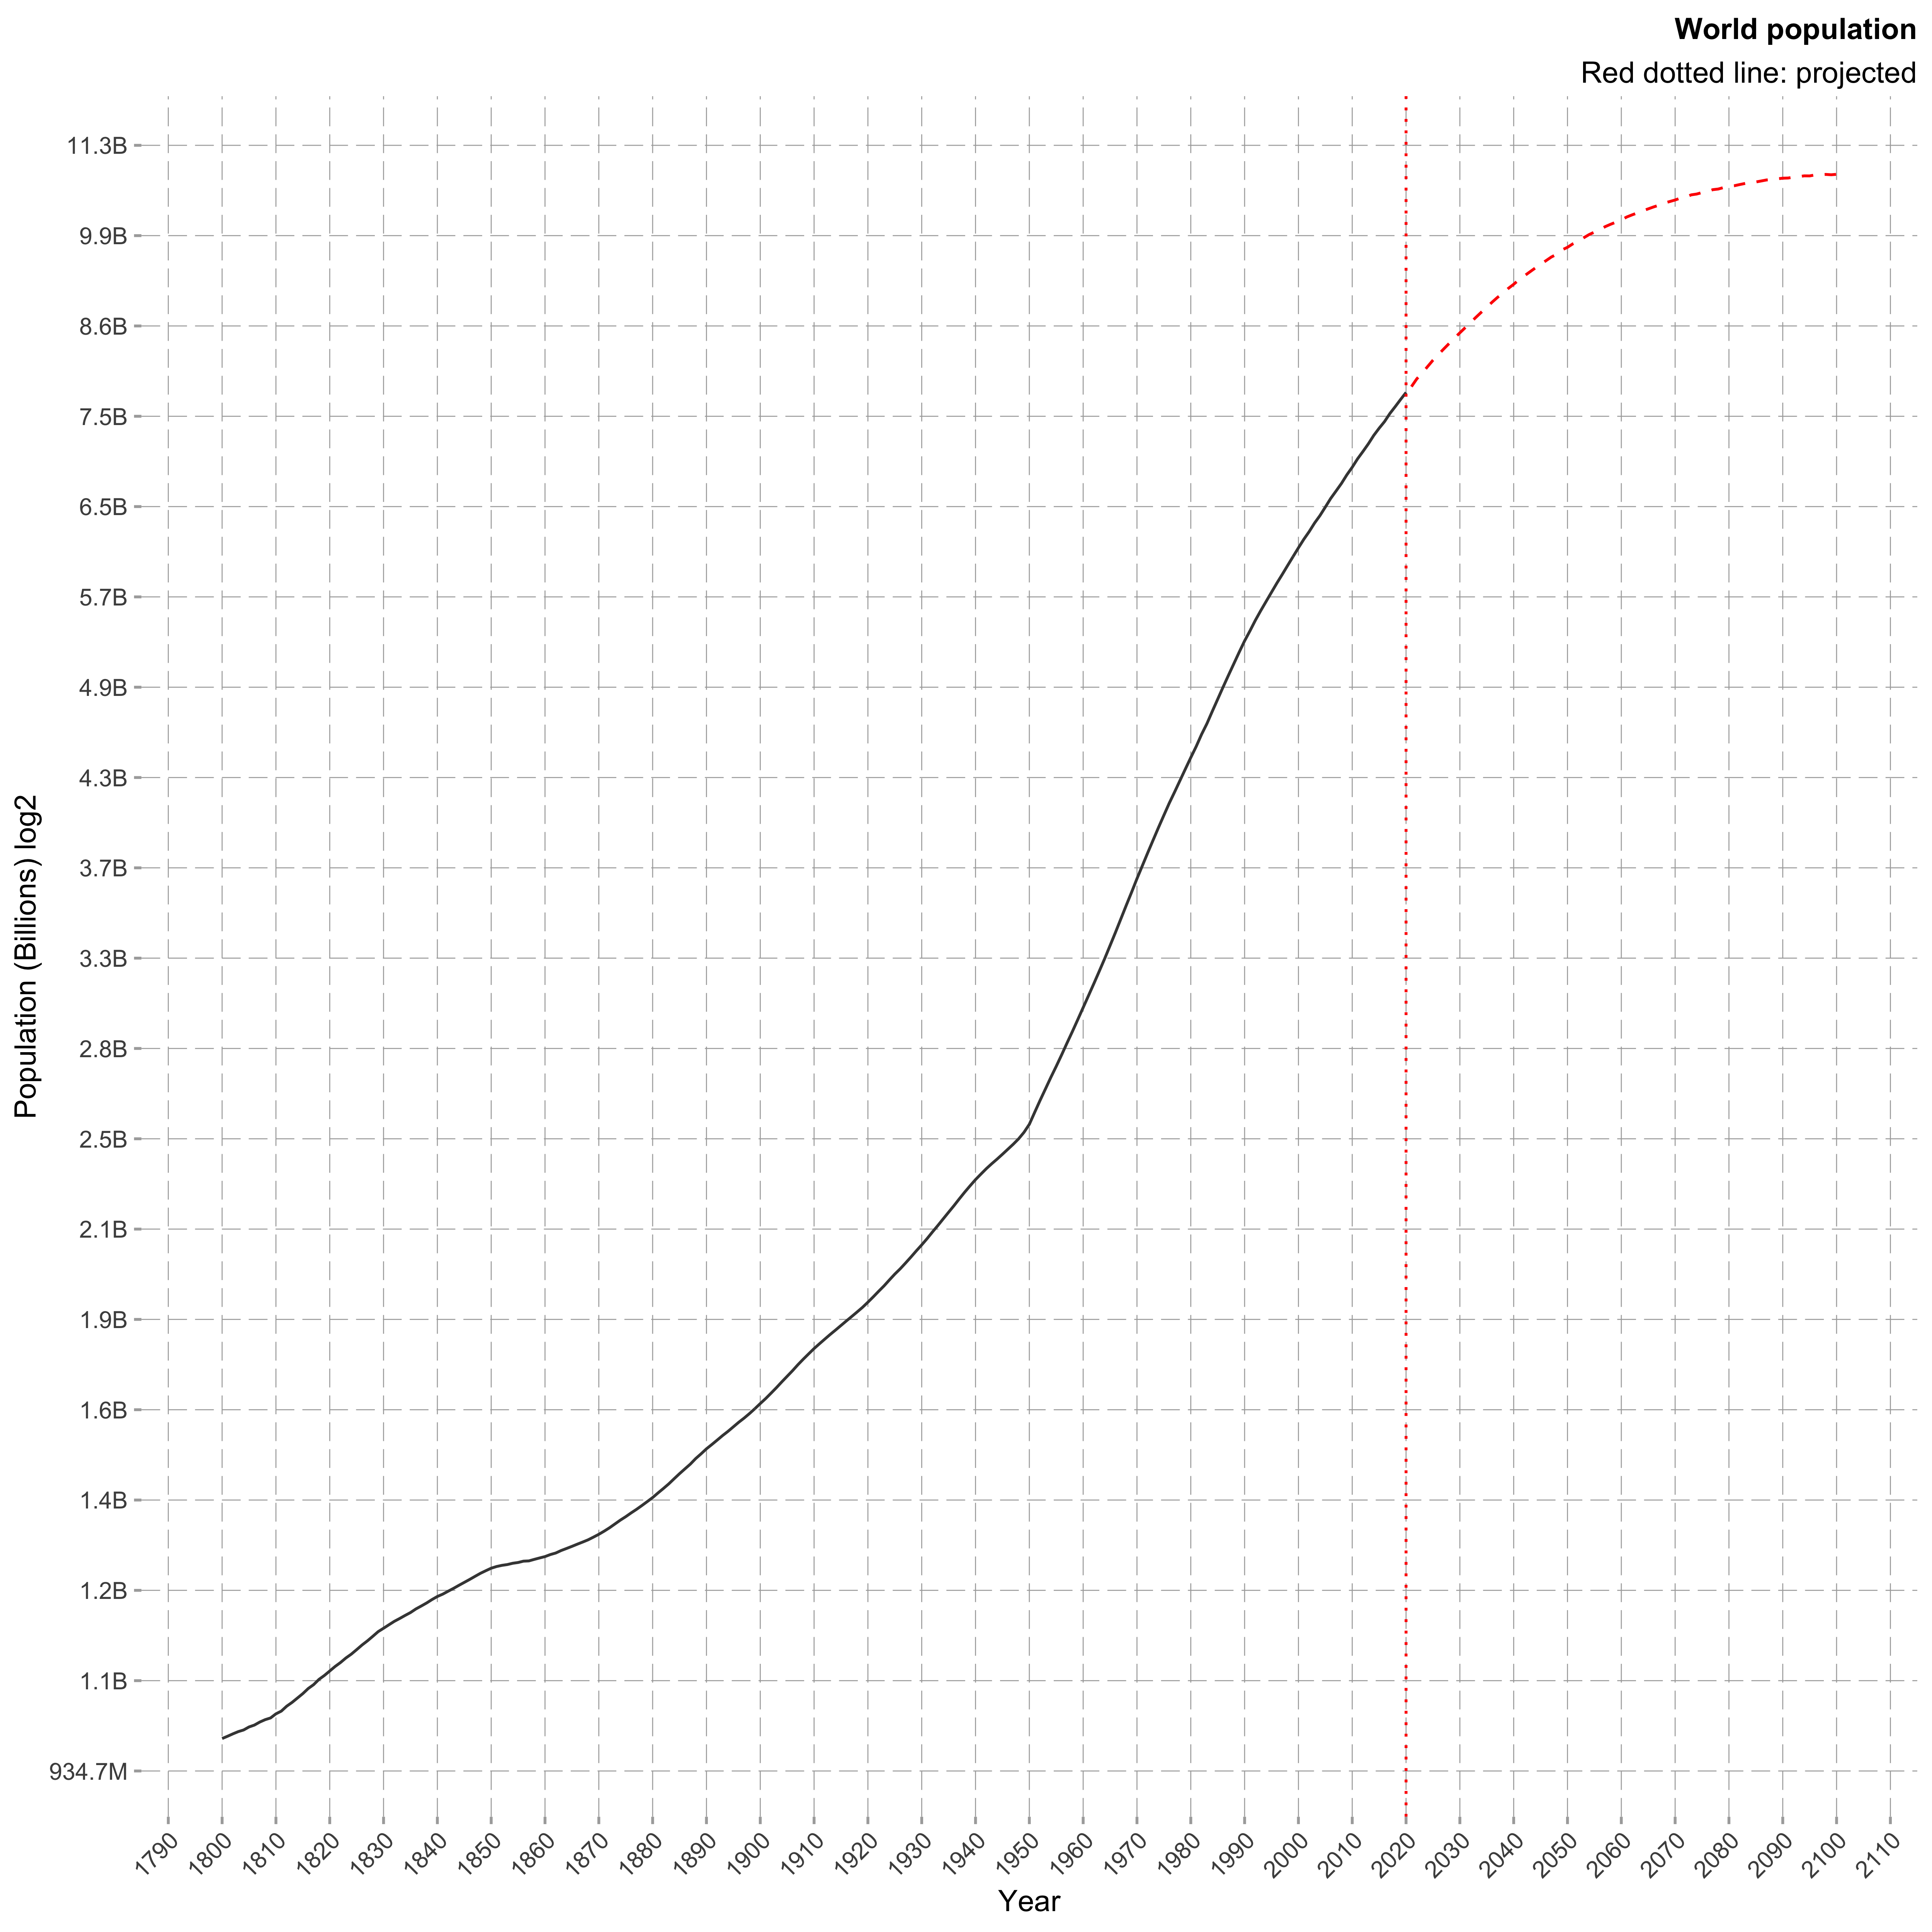 World population
Red dotted line: projected
11.3B
9.9B
8.6B
7.5B
6.5B
5.7B
4.9B
4.3B
3.7B
3.3B
2.8B
2.5B
2.1B
1.9B
1.6B
1.4B
1.2B
1.1B
934.7M
Population (Billions) log2
1790 1800 1810 1820 1830 1840 1850 1860 1870 1880 1890 1900 1910 1920 1930 1940 1950 1960 1970 1980 1990 2000 2010 2020 2030 2040 2050 2060 2070 2080 2090 2100 2110
Year